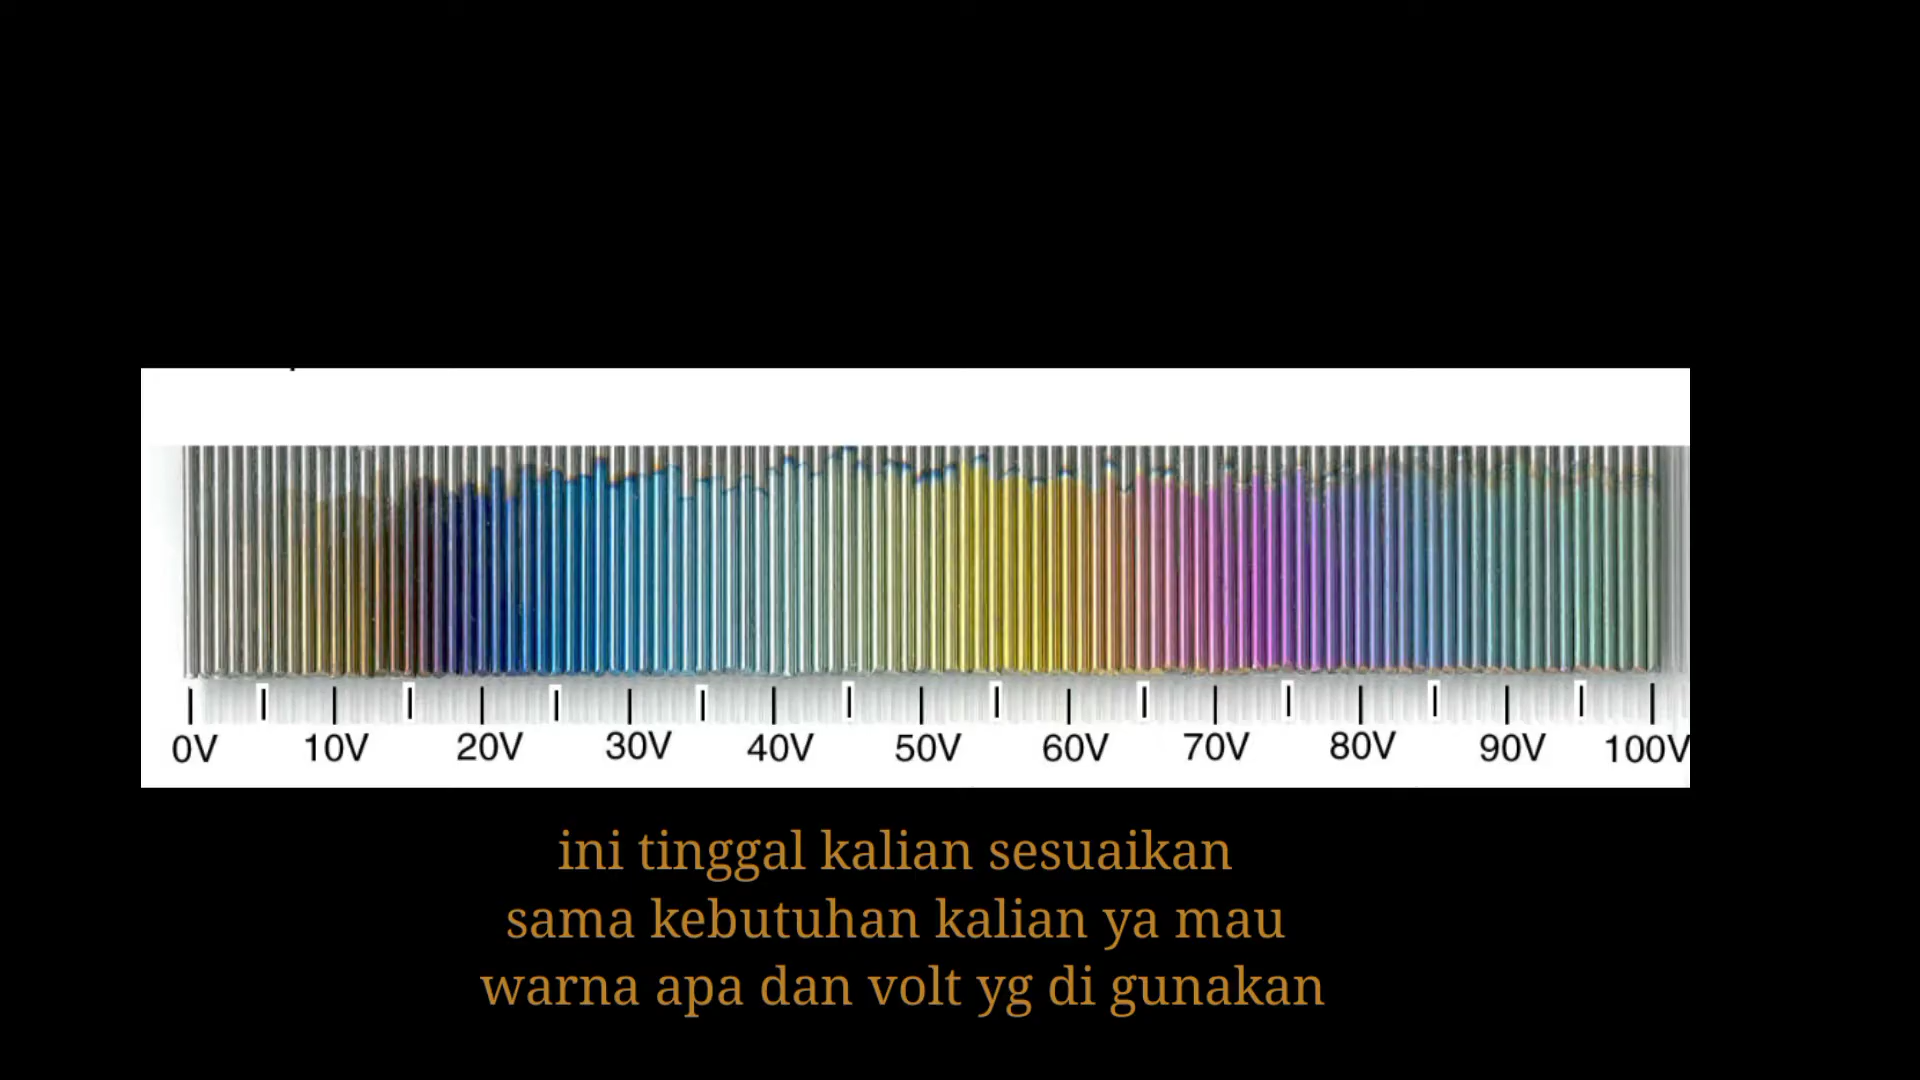 0V 10V 20V 30V 40V 50V 60V 70V 80V 90V 100V
ini tinggal kalian sesuaikan
sama kebutuhan kalian ya mau
warna apa dan volt yg di gunakan